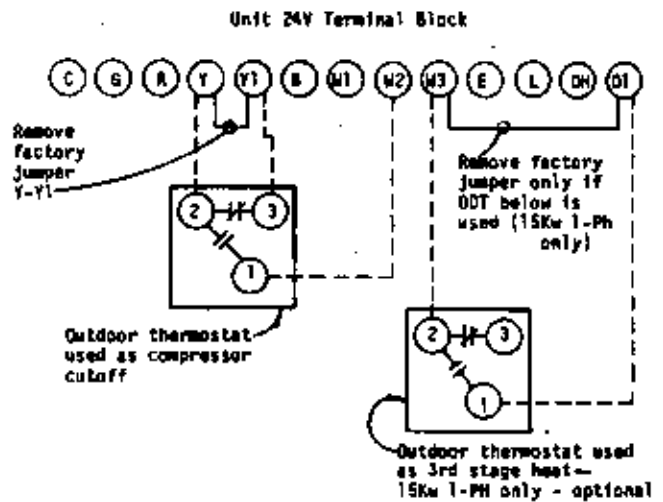 Unit 24V Terminal Block
C G R Y Y1 B W1 W2 W3 E L DH D1
Remove
factory
jumper
Y-Y1
Remove factory
jumper only if
ODT below is
used (15Kw 1-Ph
only)
2 3
1
Outdoor thermostat
used as compressor
cutoff
2 3
1
Outdoor thermostat used
as 3rd stage heat—
15Kw 1-PH only - optional